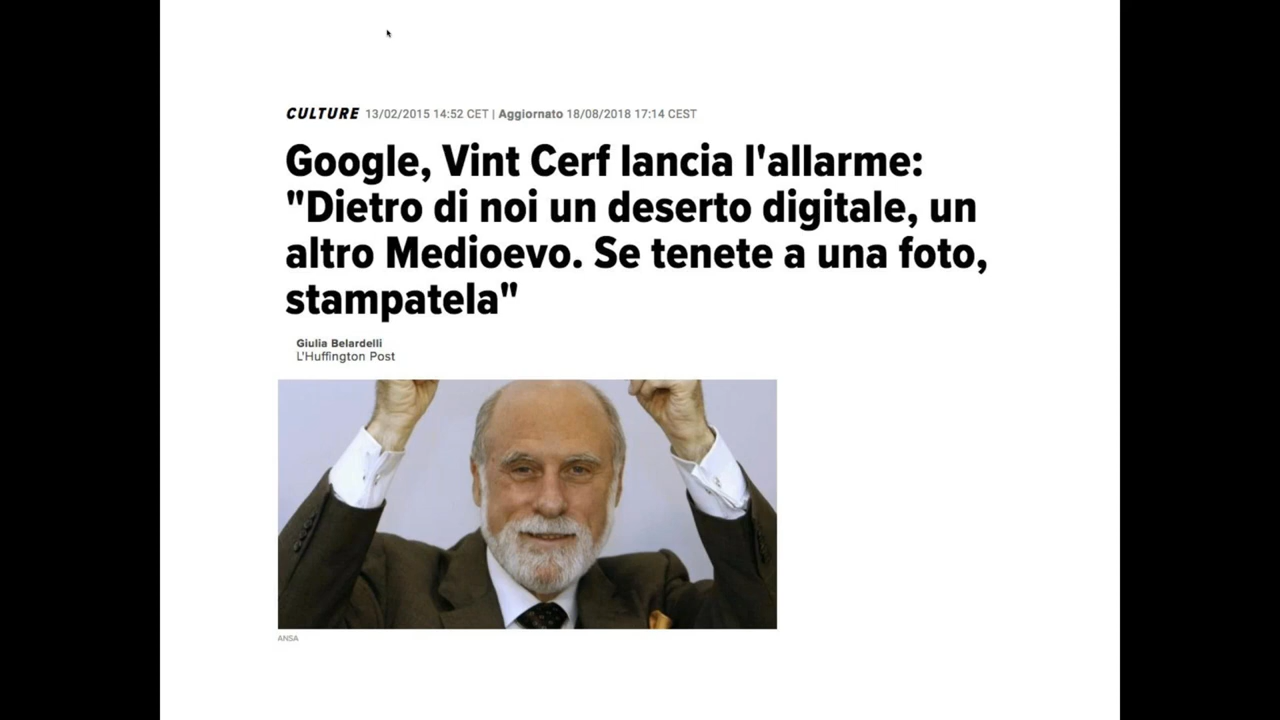 CULTURE 13/02/2015 14:52 CET | Aggiornato 18/08/2018 17:14 CEST
Google, Vint Cerf lancia l'allarme:
"Dietro di noi un deserto digitale, un
altro Medioevo. Se tenete a una foto,
stampatela"
Giulia Belardelli
L'Huffington Post
ANSA